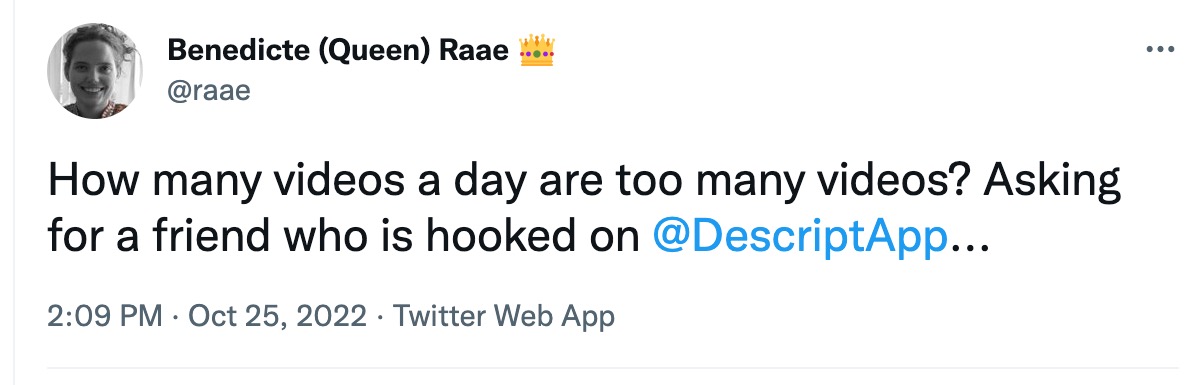 Benedicte (Queen) Raae 👑
@raae
How many videos a day are too many videos? Asking
for a friend who is hooked on @DescriptApp...
2:09 PM · Oct 25, 2022 · Twitter Web App